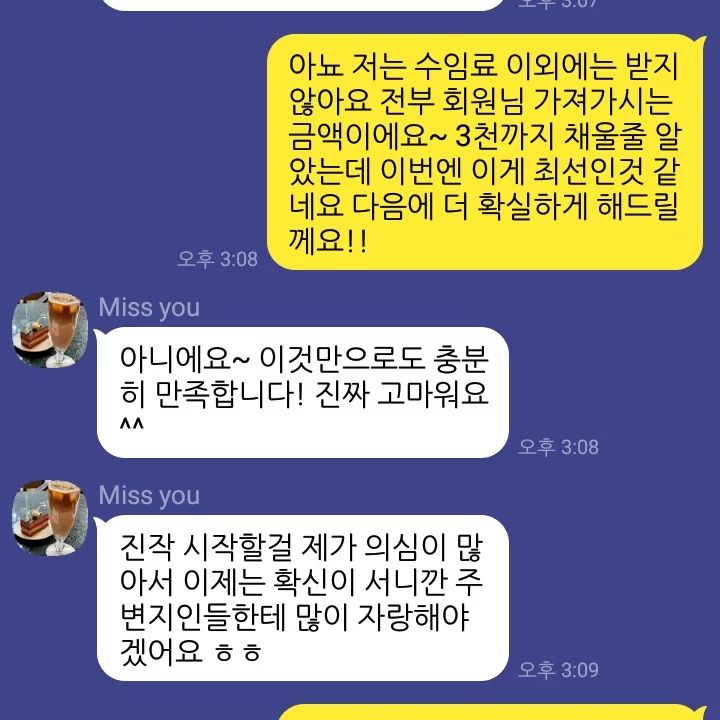 오후 3:07
아뇨 저는 수임료 이외에는 받지
않아요 전부 회원님 가져가시는
금액이에요~ 3천까지 채울줄 알
았는데 이번엔 이게 최선인것 같
네요 다음에 더 확실하게 해드릴
께요!!
오후 3:08
Miss you
아니에요~ 이것만으로도 충분
히 만족합니다! 진짜 고마워요
^^
오후 3:08
Miss you
진작 시작할걸 제가 의심이 많
아서 이제는 확신이 서니깐 주
변지인들한테 많이 자랑해야
겠어요 ㅎㅎ
오후 3:09